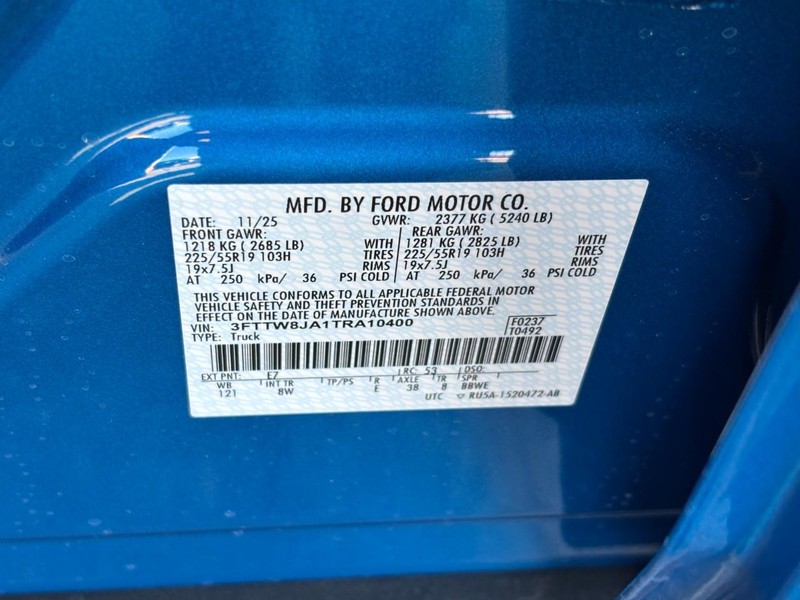 MFD. BY FORD MOTOR CO.
DATE: 11/25 GVWR: 2377 KG ( 5240 LB)
FRONT GAWR: REAR GAWR:
1218 KG ( 2685 LB) WITH 1281 KG ( 2825 LB) WITH
225/55R19 103H TIRES 225/55R19 103H TIRES
19x7.5J RIMS 19x7.5J RIMS
AT 250 kPa/ 36 PSI COLD AT 250 kPa/ 36 PSI COLD
THIS VEHICLE CONFORMS TO ALL APPLICABLE FEDERAL MOTOR
VEHICLE SAFETY AND THEFT PREVENTION STANDARDS IN
EFFECT ON THE DATE OF MANUFACTURE SHOWN ABOVE.
VIN: 3FTTW8JA1TRA10400 F0237
TYPE: Truck T0492
EXT PNT: E7 RC: 53 DSO:
WB INT TR TP/PS R AXLE TR SPR
121 8W E 38 8 BBWE
UTC RU5A-1520472-AB